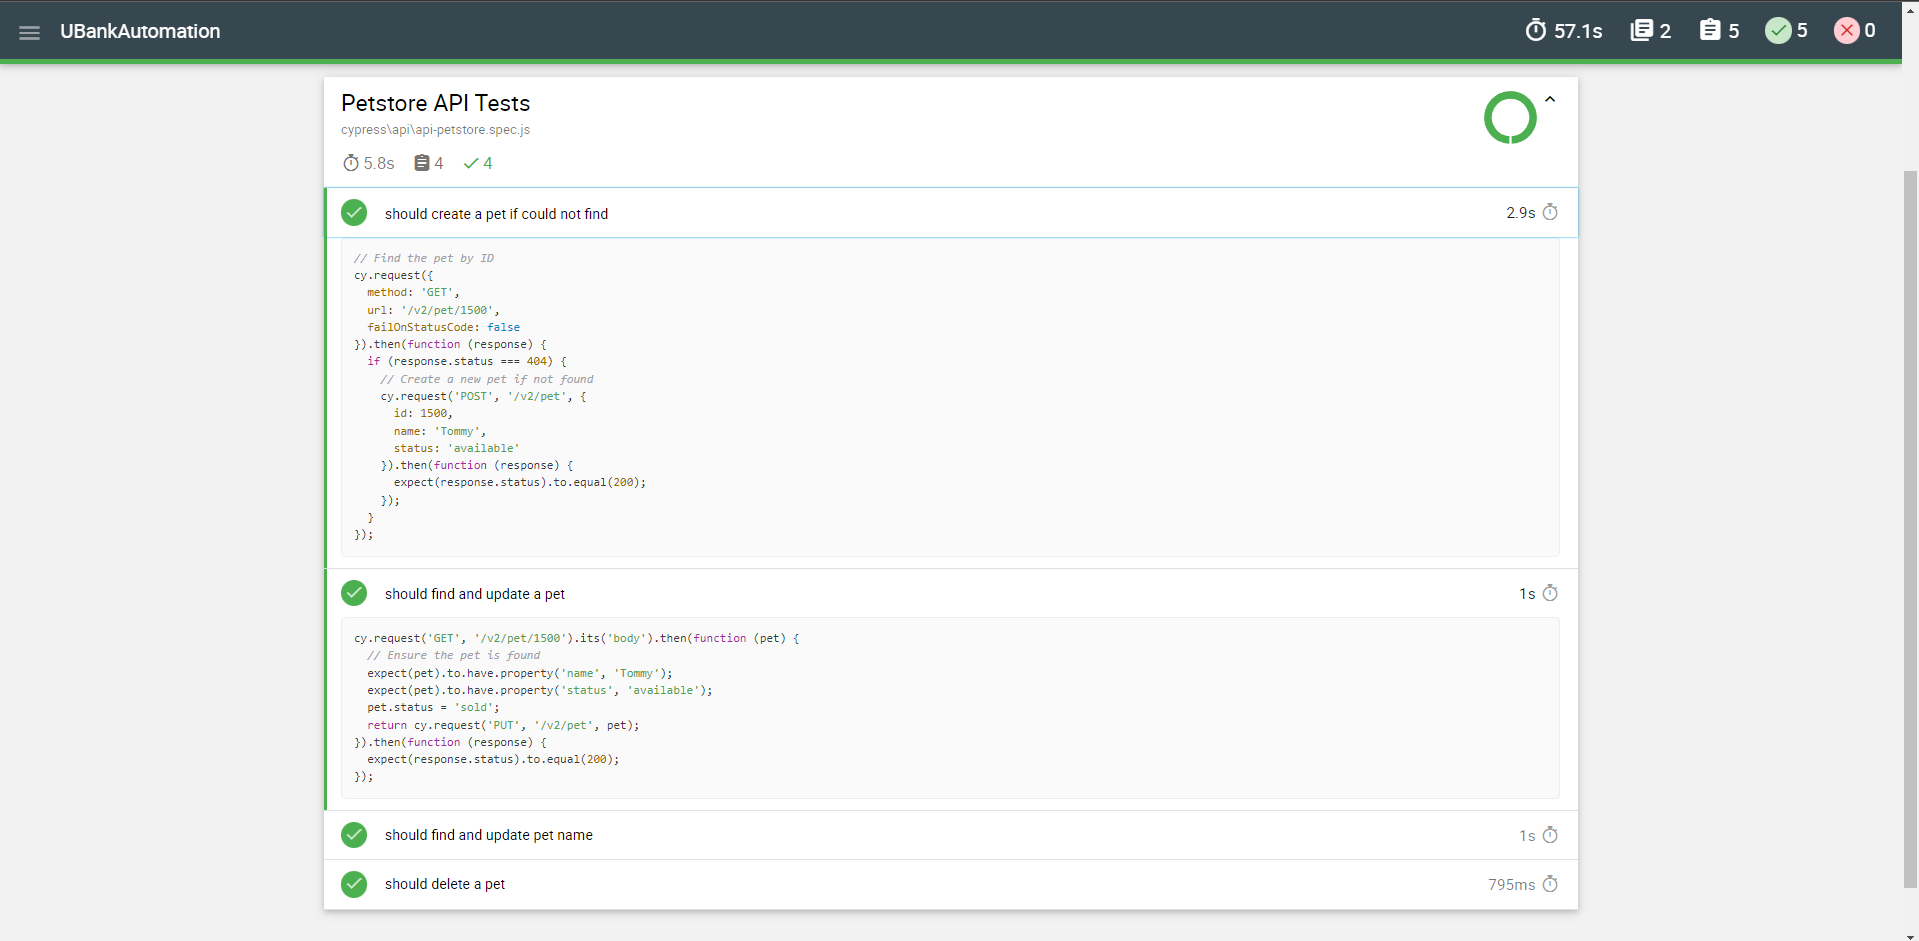 UBankAutomation
57.1s 2 5 5 0
Petstore API Tests
cypress\api\api-petstore.spec.js
5.8s 4 4
should create a pet if could not find 2.9s
// Find the pet by ID
cy.request({
  method: 'GET',
  url: '/v2/pet/1500',
  failOnStatusCode: false
}).then(function (response) {
  if (response.status === 404) {
    // Create a new pet if not found
    cy.request('POST', '/v2/pet', {
      id: 1500,
      name: 'Tommy',
      status: 'available'
    }).then(function (response) {
      expect(response.status).to.equal(200);
    });
  }
});
should find and update a pet 1s
cy.request('GET', '/v2/pet/1500').its('body').then(function (pet) {
  // Ensure the pet is found
  expect(pet).to.have.property('name', 'Tommy');
  expect(pet).to.have.property('status', 'available');
  pet.status = 'sold';
  return cy.request('PUT', '/v2/pet', pet);
}).then(function (response) {
  expect(response.status).to.equal(200);
});
should find and update pet name 1s
should delete a pet 795ms